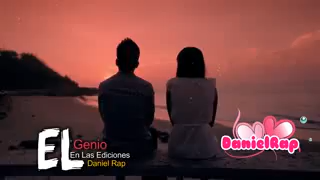 EL
Genio
En Las Ediciones
Daniel Rap
DanielRap